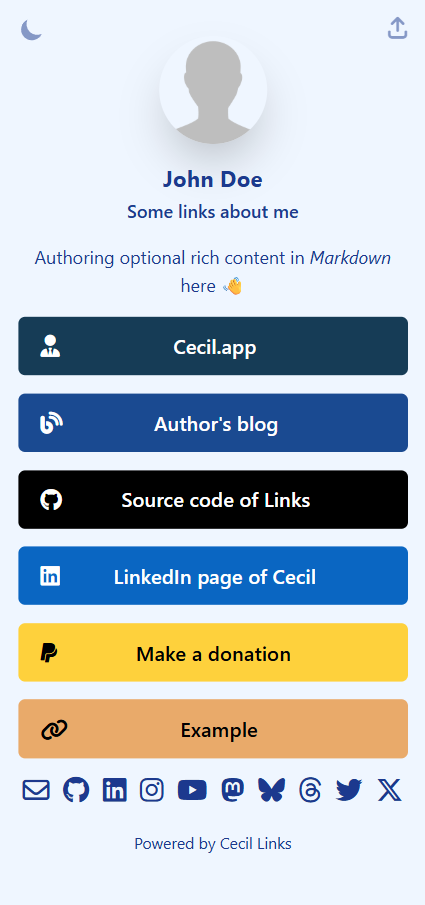 John Doe
Some links about me
Authoring optional rich content in Markdown
here 👋
Cecil.app
Author's blog
Source code of Links
LinkedIn page of Cecil
Make a donation
Example
Powered by Cecil Links